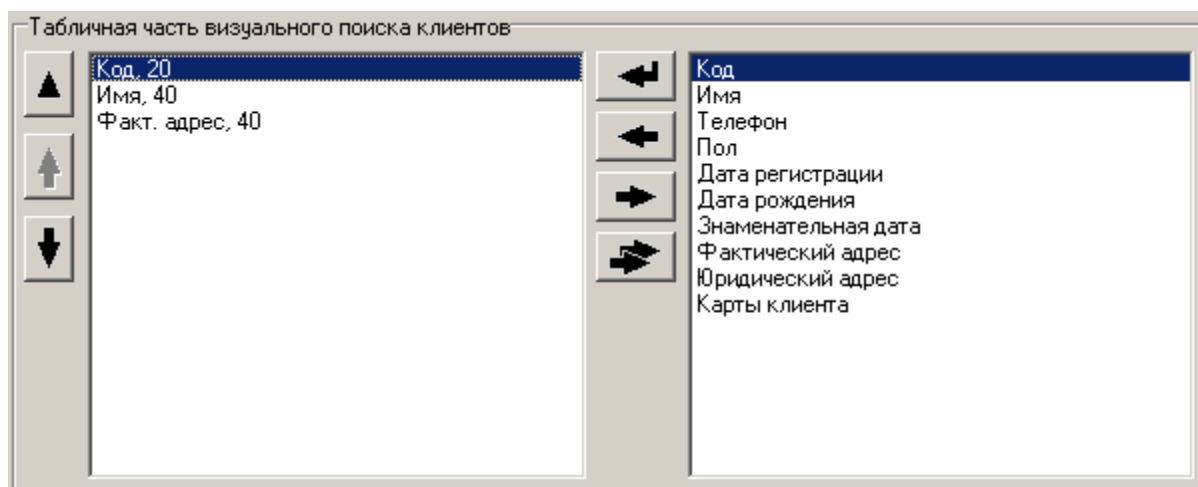 Табличная часть визуального поиска клиентов
Код, 20
Имя, 40
Факт. адрес, 40
Код
Имя
Телефон
Пол
Дата регистрации
Дата рождения
Знаменательная дата
Фактический адрес
Юридический адрес
Карты клиента